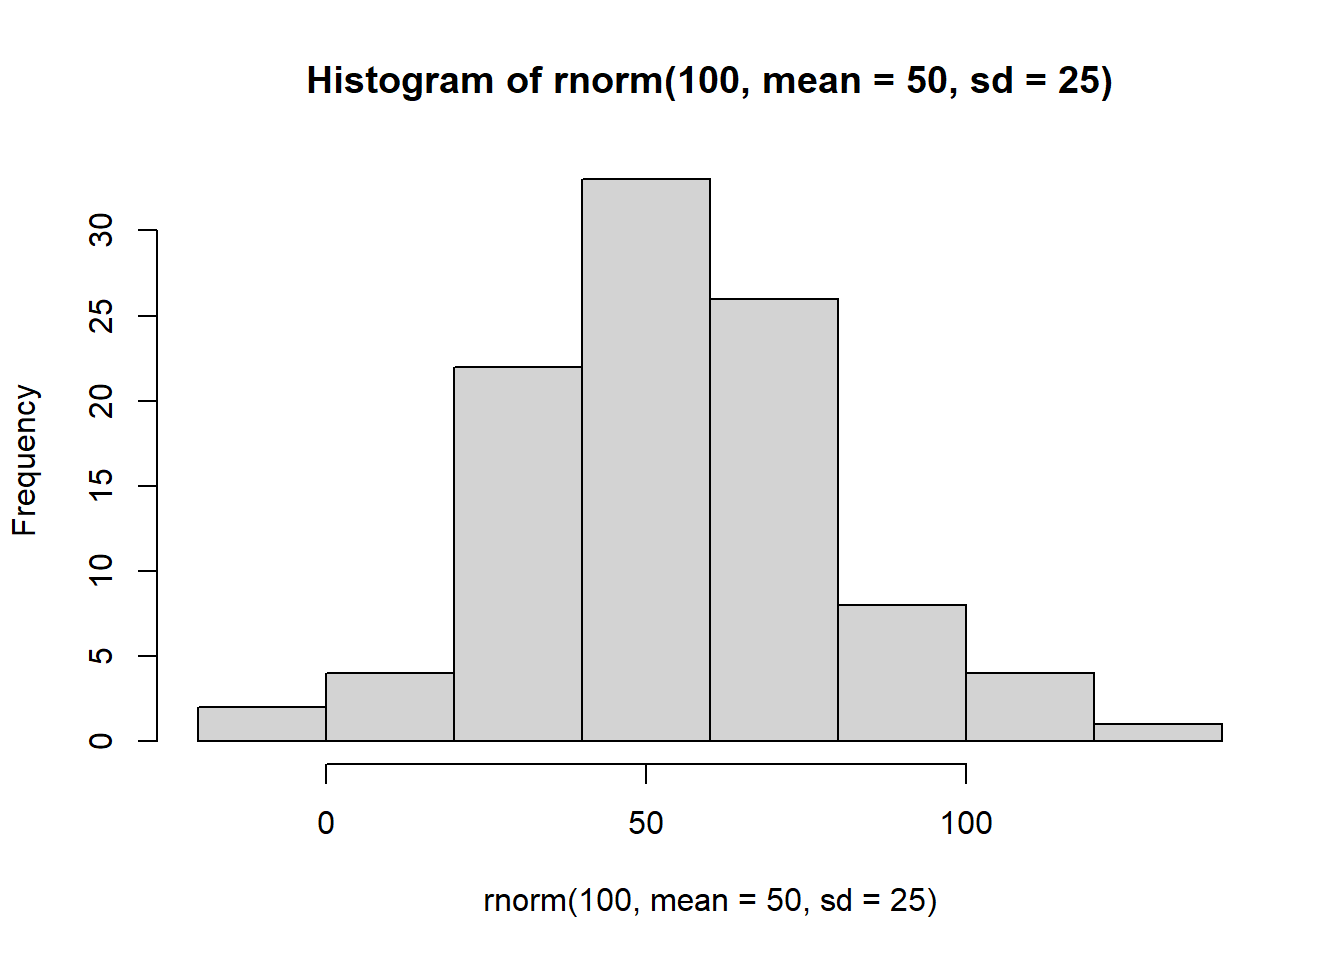 Histogram of rnorm(100, mean = 50, sd = 25)
Frequency
30
25
20
15
10
5
0
0 50 100
rnorm(100, mean = 50, sd = 25)